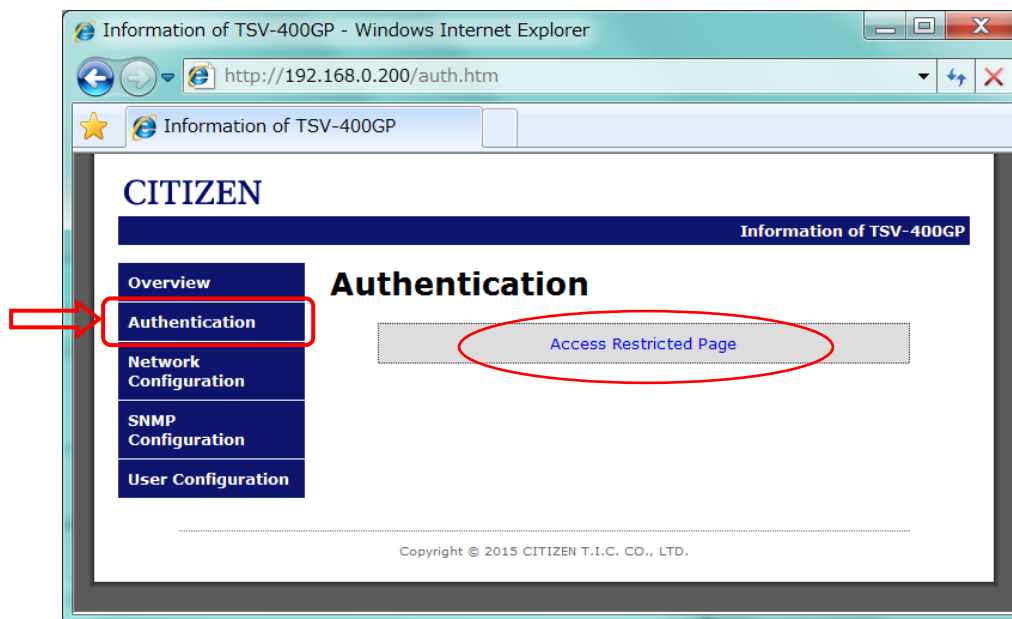 Information of TSV-400GP - Windows Internet Explorer
http://192.168.0.200/auth.htm
Information of TSV-400GP
CITIZEN
Information of TSV-400GP
Overview
Authentication
Network
Configuration
SNMP
Configuration
User Configuration
Authentication
Access Restricted Page
Copyright © 2015 CITIZEN T.I.C. CO., LTD.